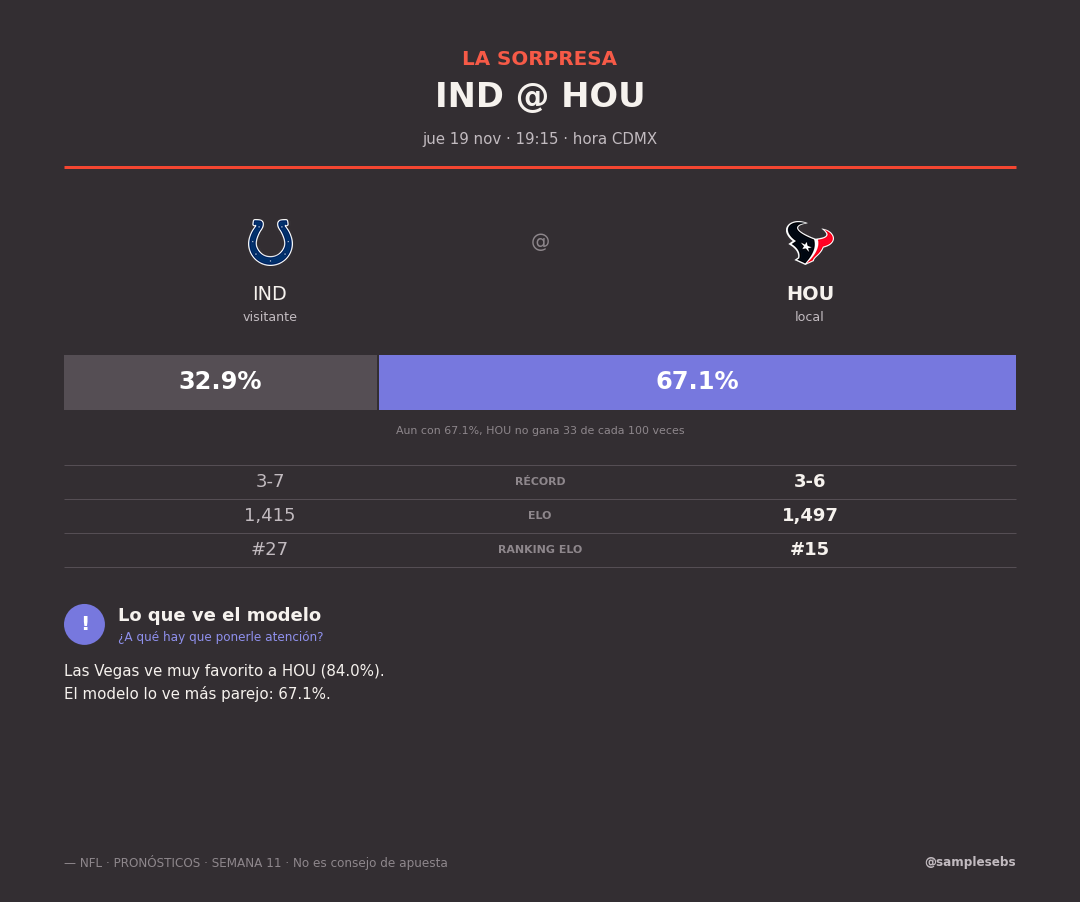 LA SORPRESA
IND @ HOU
jue 19 nov · 19:15 · hora CDMX
@
IND
HOU
visitante
local
32.9%
67.1%
Aun con 67.1%, HOU no gana 33 de cada 100 veces
3-7 RÉCORD 3-6
1,415 ELO 1,497
#27 RANKING ELO #15
! Lo que ve el modelo
¿A qué hay que ponerle atención?
Las Vegas ve muy favorito a HOU (84.0%).
El modelo lo ve más parejo: 67.1%.
— NFL · PRONÓSTICOS · SEMANA 11 · No es consejo de apuesta
@samplesebs